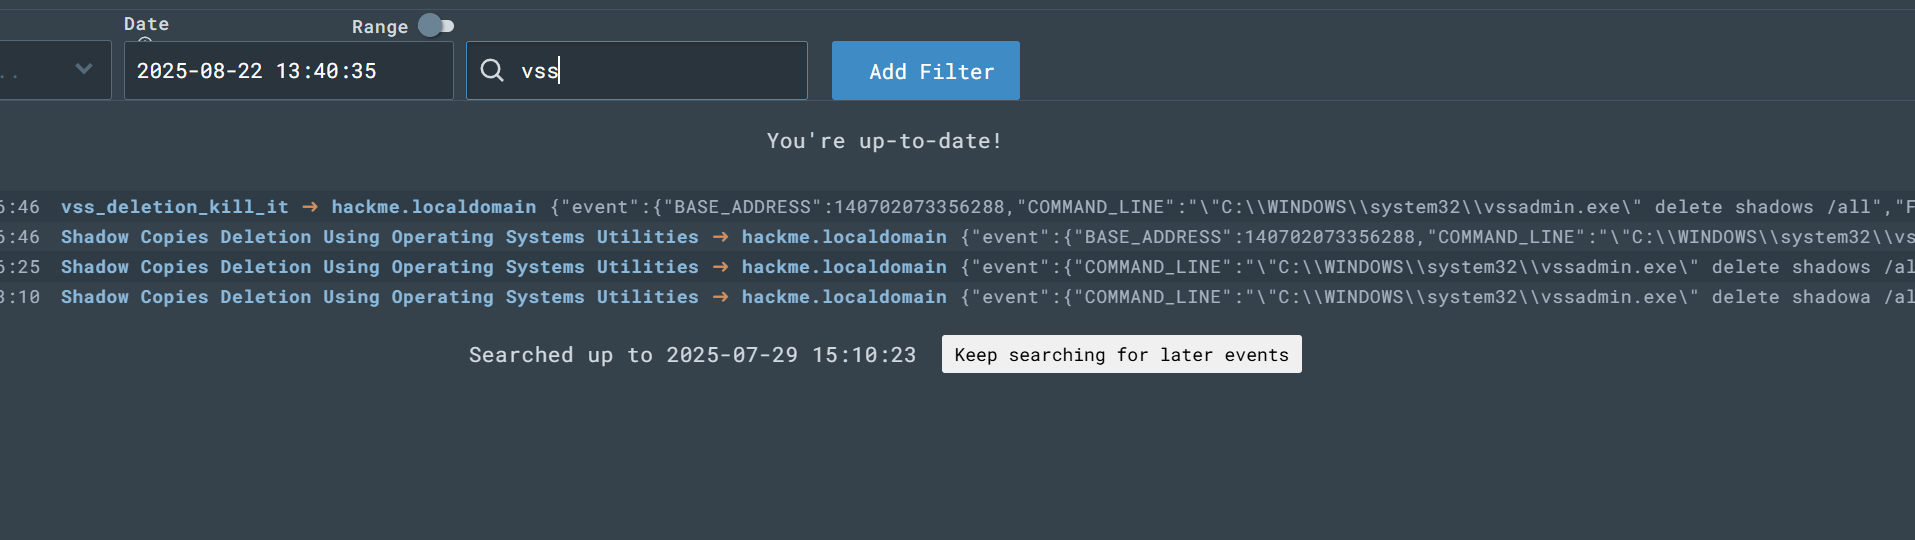 Date
Range
..
2025-08-22 13:40:35
vss
Add Filter
You're up-to-date!
6:46 vss_deletion_kill_it → hackme.localdomain {"event":{"BASE_ADDRESS":140702073356288,"COMMAND_LINE":"\"C:\\WINDOWS\\system32\\vssadmin.exe\" delete shadows /all","F
6:46 Shadow Copies Deletion Using Operating Systems Utilities → hackme.localdomain {"event":{"BASE_ADDRESS":140702073356288,"COMMAND_LINE":"\"C:\\WINDOWS\\system32\\vs
6:25 Shadow Copies Deletion Using Operating Systems Utilities → hackme.localdomain {"event":{"COMMAND_LINE":"\"C:\\WINDOWS\\system32\\vssadmin.exe\" delete shadows /al
3:10 Shadow Copies Deletion Using Operating Systems Utilities → hackme.localdomain {"event":{"COMMAND_LINE":"\"C:\\WINDOWS\\system32\\vssadmin.exe\" delete shadowa /al
Searched up to 2025-07-29 15:10:23
Keep searching for later events